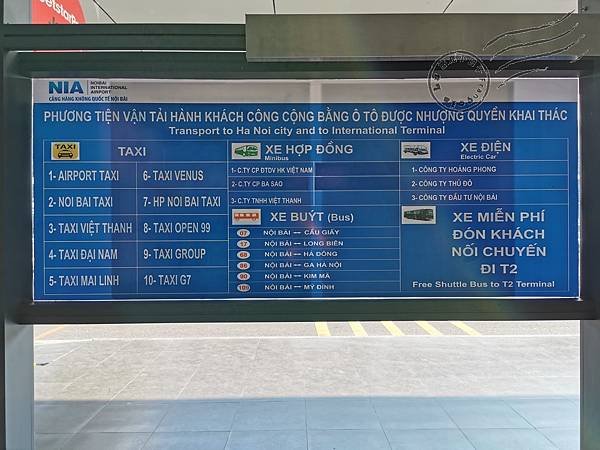 NIA NOIBAI INTERNATIONAL AIRPORT
CẢNG HÀNG KHÔNG QUỐC TẾ NỘI BÀI
PHƯƠNG TIỆN VẬN TẢI HÀNH KHÁCH CÔNG CỘNG BẰNG Ô TÔ ĐƯỢC NHƯỢNG QUYỀN KHAI THÁC
Transport to Ha Noi city and to International Terminal
TAXI
TAXI
1- AIRPORT TAXI
2- NOI BAI TAXI
3- TAXI VIỆT THANH
4- TAXI ĐẠI NAM
5- TAXI MAI LINH
6- TAXI VENUS
7- HP NOI BAI TAXI
8- TAXI OPEN 99
9- TAXI GROUP
10- TAXI G7
XE HỢP ĐỒNG
Minibus
1- C.TY CP ĐTDV HK VIỆT NAM
2- C.TY CP BA SAO
3- C.TY TNHH VIỆT THANH
XE BUÝT (Bus)
07 NỘI BÀI ↔ CẦU GIẤY
17 NỘI BÀI ↔ LONG BIÊN
68 NỘI BÀI ↔ HÀ ĐÔNG
86 NỘI BÀI ↔ GA HÀ NỘI
90 NỘI BÀI ↔ KIM MÃ
109 NỘI BÀI ↔ MỸ ĐÌNH
XE ĐIỆN
Electric Car
1- CÔNG TY HOÀNG PHONG
2- CÔNG TY THỦ ĐÔ
3- CÔNG TY ĐẦU TƯ NỘI BÀI
XE MIỄN PHÍ
ĐÓN KHÁCH
NỐI CHUYẾN
ĐI T2
Free Shuttle Bus to T2 Terminal